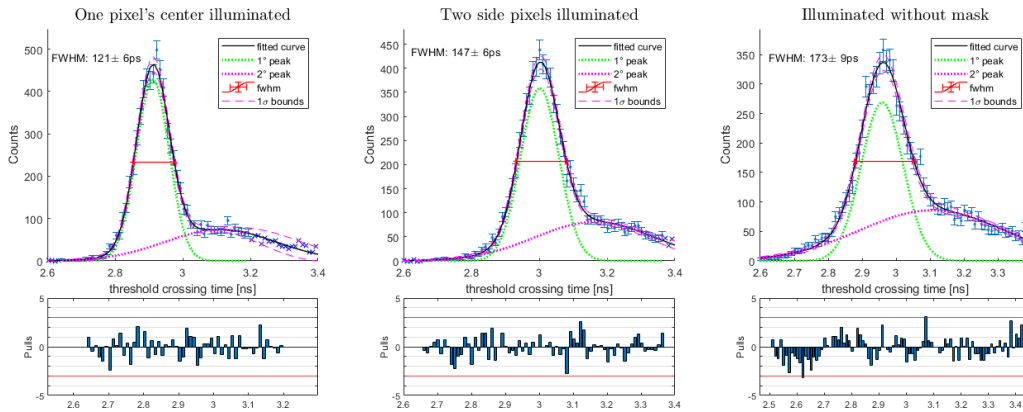 One pixel's center illuminated
FWHM: 121± 6ps
fitted curve
1° peak
2° peak
fwhm
1σ bounds
Counts
500
400
300
200
100
0
2.6 2.8 3 3.2 3.4
threshold crossing time [ns]
Pulls
5
0
-5
2.6 2.7 2.8 2.9 3 3.1 3.2
Two side pixels illuminated
FWHM: 147± 6ps
fitted curve
1° peak
2° peak
fwhm
1σ bounds
Counts
450
400
350
300
250
200
150
100
50
0
2.6 2.8 3 3.2 3.4
threshold crossing time [ns]
Pulls
5
0
-5
2.6 2.7 2.8 2.9 3 3.1 3.2 3.3 3.4
Illuminated without mask
FWHM: 173± 9ps
fitted curve
1° peak
2° peak
fwhm
1σ bounds
Counts
350
300
250
200
150
100
50
0
2.6 2.7 2.8 2.9 3 3.1 3.2 3.3
threshold crossing time [ns]
Pulls
5
0
-5
2.5 2.6 2.7 2.8 2.9 3 3.1 3.2 3.3 3.4